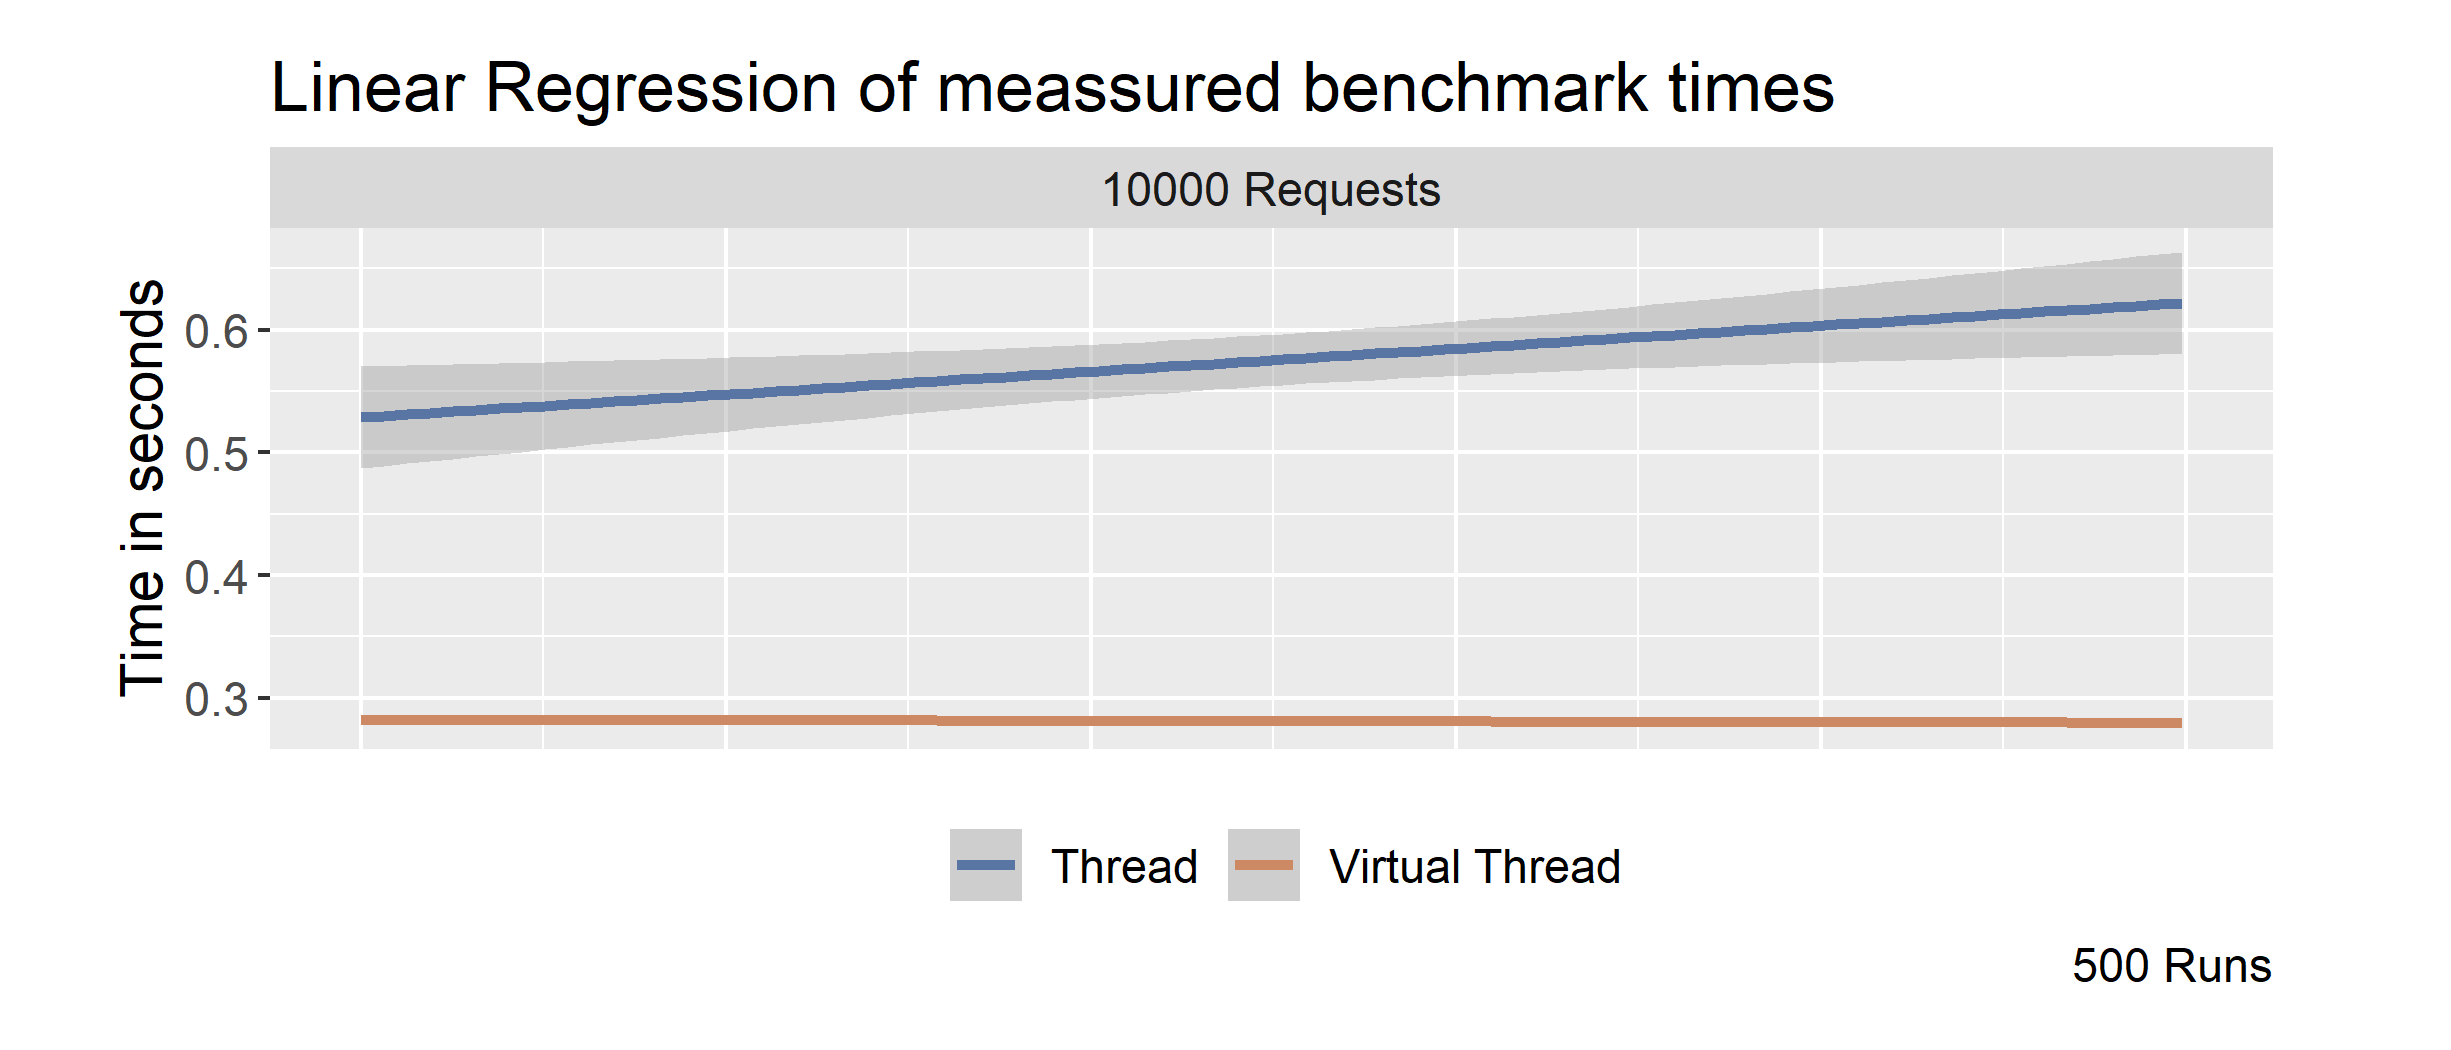 Linear Regression of meassured benchmark times
10000 Requests
Time in seconds
0.6
0.5
0.4
0.3
Thread
Virtual Thread
500 Runs